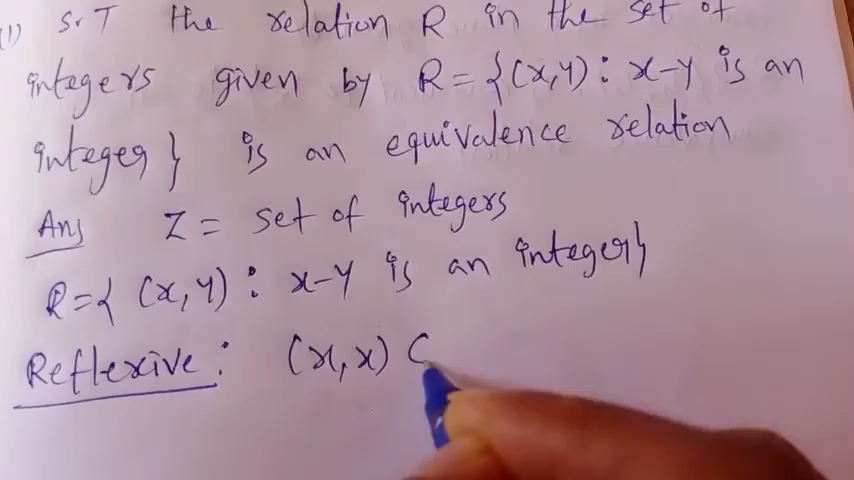 (1) S.T the relation R in the set of
integers given by R={(x,y): x-y is an
integer} is an equivalence relation
Ans Z= set of integers
R={ (x,y): x-y is an integer}
Reflexive: (x,x) (